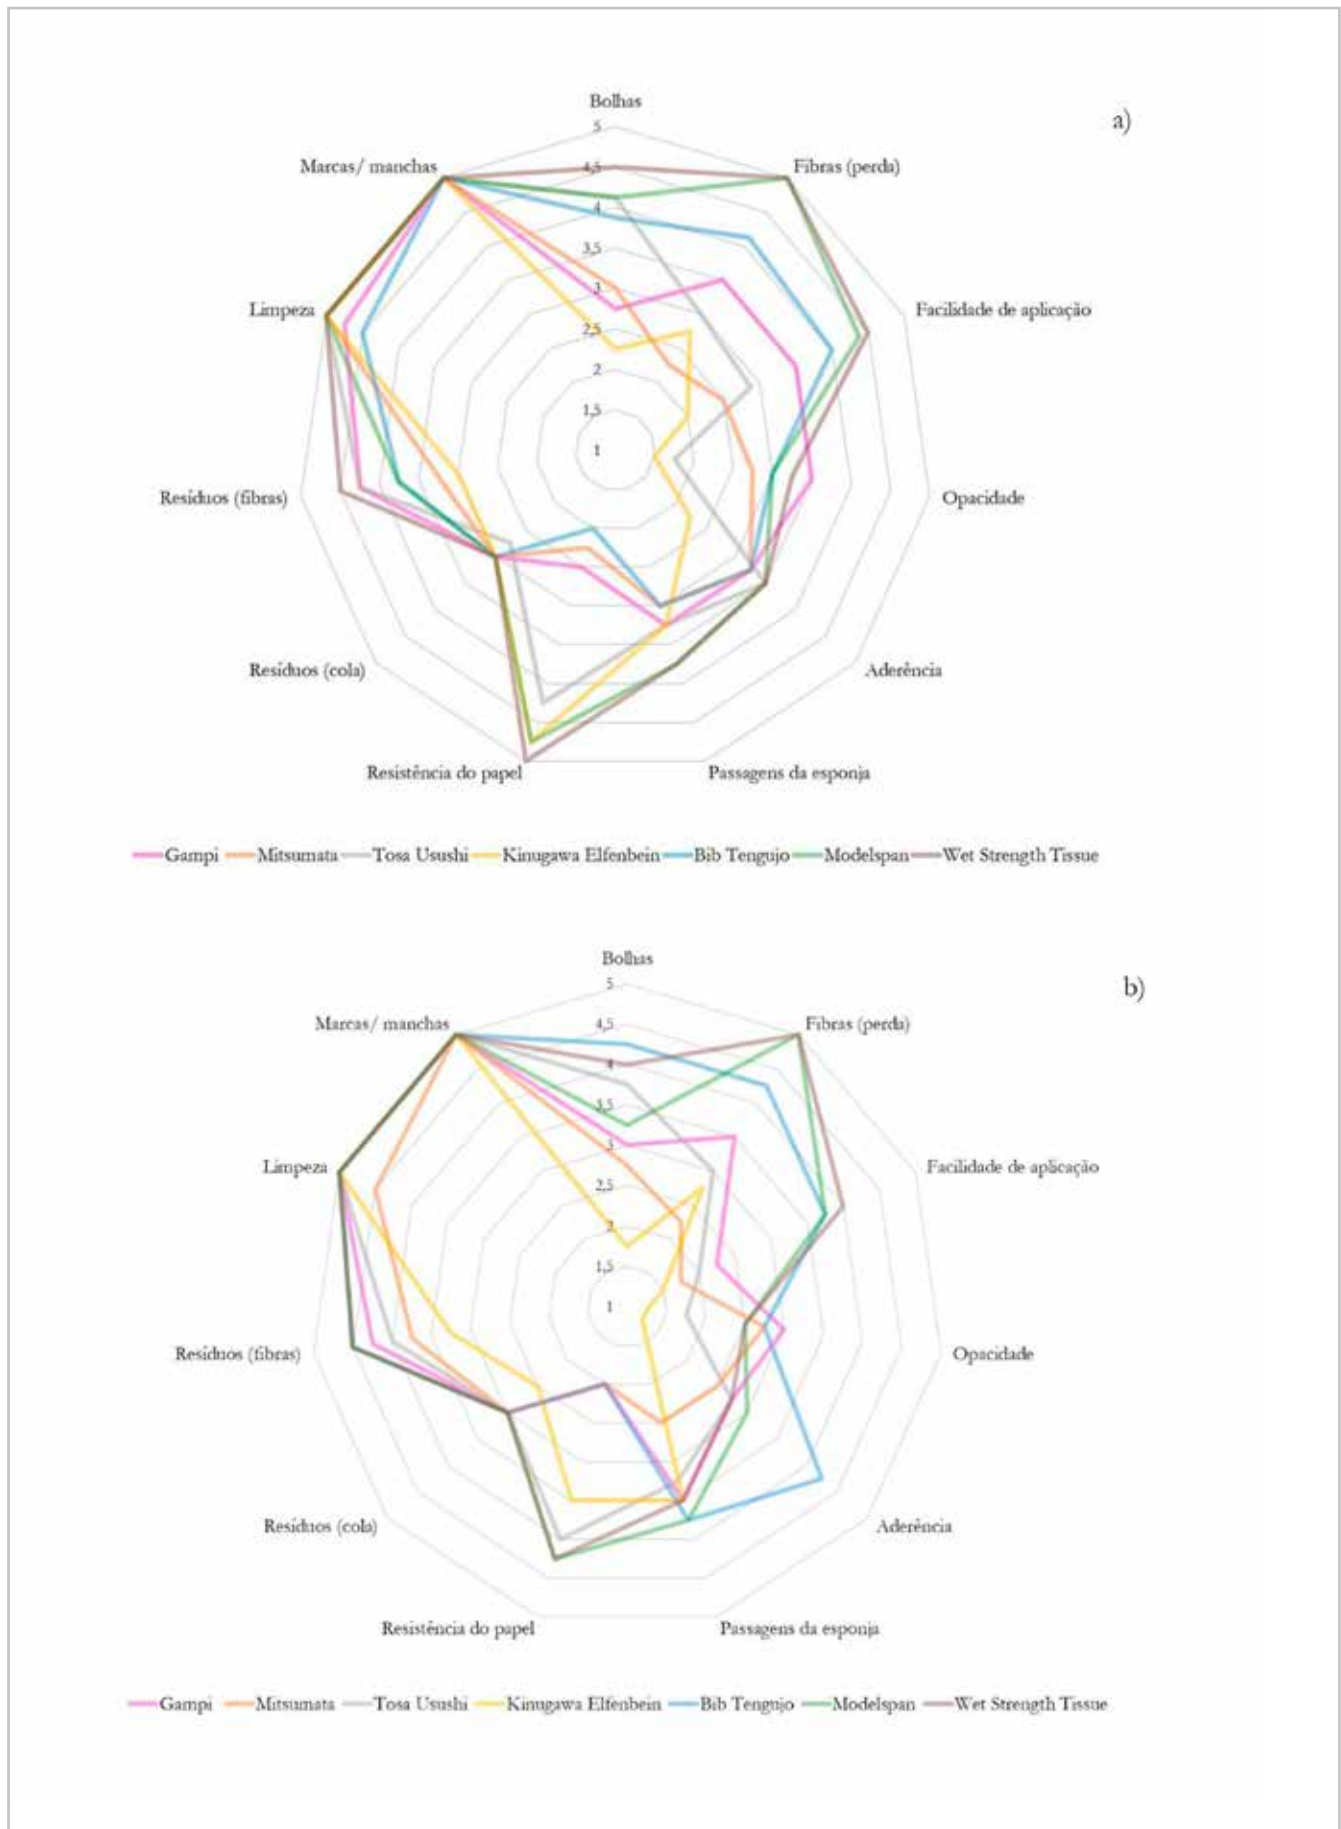 a)
Bolhas
5
Marcas/ manchas
4,5
Fibras (perda)
4
3,5
Limpeza
3
Facilidade de aplicação
2,5
2
1,5
1
Resíduos (fibras)
Opacidade
Resíduos (cola)
Aderência
Resistência do papel
Passagens da esponja
Gampi Mitsumata Tosa Usushi Kinugawa Elfenbein Bib Tengujo Modelspan Wet Strength Tissue
Bolhas
b)
5
Marcas/ manchas
4,5
Fibras (perda)
4
3,5
Limpeza
3
Facilidade de aplicação
2,5
2
1,5
1
Resíduos (fibras)
Opacidade
Resíduos (cola)
Aderência
Resistência do papel
Passagens da esponja
Gampi Mitsumata Tosa Usushi Kinugawa Elfenbein Bib Tengujo Modelspan Wet Strength Tissue